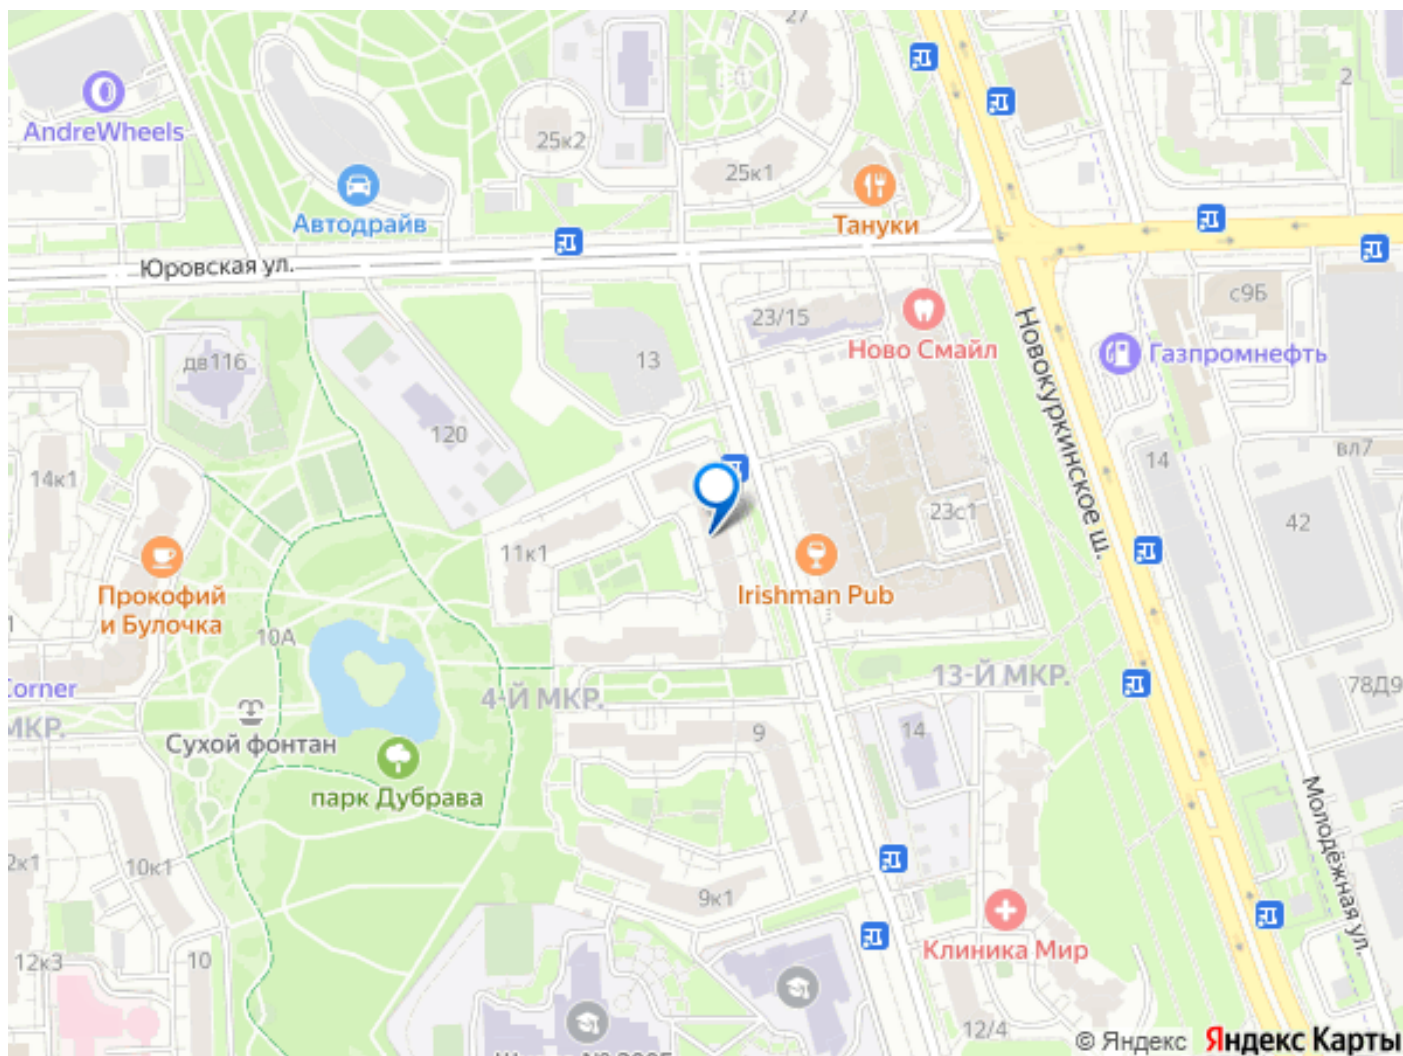 27
AndreWheels
25к2
25к1
2
Автодрайв
Тануки
Юровская ул.
с9Б
23/15
Ново Смайл
Газпромнефть
13
дв116
Новокуркинское ш.
120
вл7
14
14к1
23с1
42
11к1
Irishman Pub
Прокофий
и Булочка
10А
Corner
4-Й МКР.
13-Й МКР.
78Д9
МКР.
Сухой фонтан
9
14
парк Дубрава
Молодёжная ул.
2к1
10к1
9к1
Клиника Мир
12к3
10
12/4
© Яндекс
Яндекс Карты